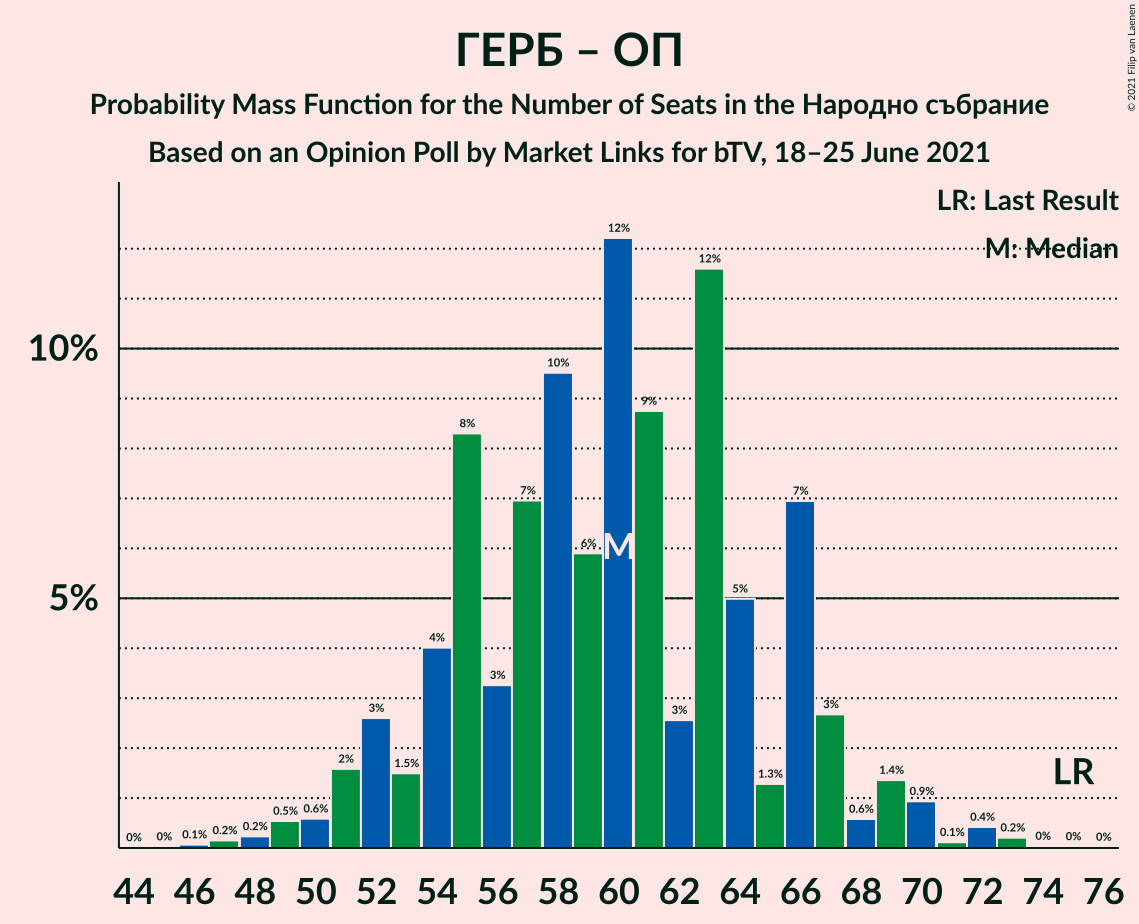 ГЕРБ – ОП
Probability Mass Function for the Number of Seats in the Народно събрание
Based on an Opinion Poll by Market Links for bTV, 18–25 June 2021
© 2021 Filip van Laenen
LR: Last Result
M: Median
10%
5%
0% 0% 0.1% 0.2% 0.2% 0.5% 0.6% 2% 3% 1.5% 4% 8% 3% 7% 10% 6% 12% 9% 3% 12% 5% 1.3% 7% 3% 0.6% 1.4% 0.9% 0.1% 0.4% 0.2% 0% 0% 0%
M
LR
44 46 48 50 52 54 56 58 60 62 64 66 68 70 72 74 76